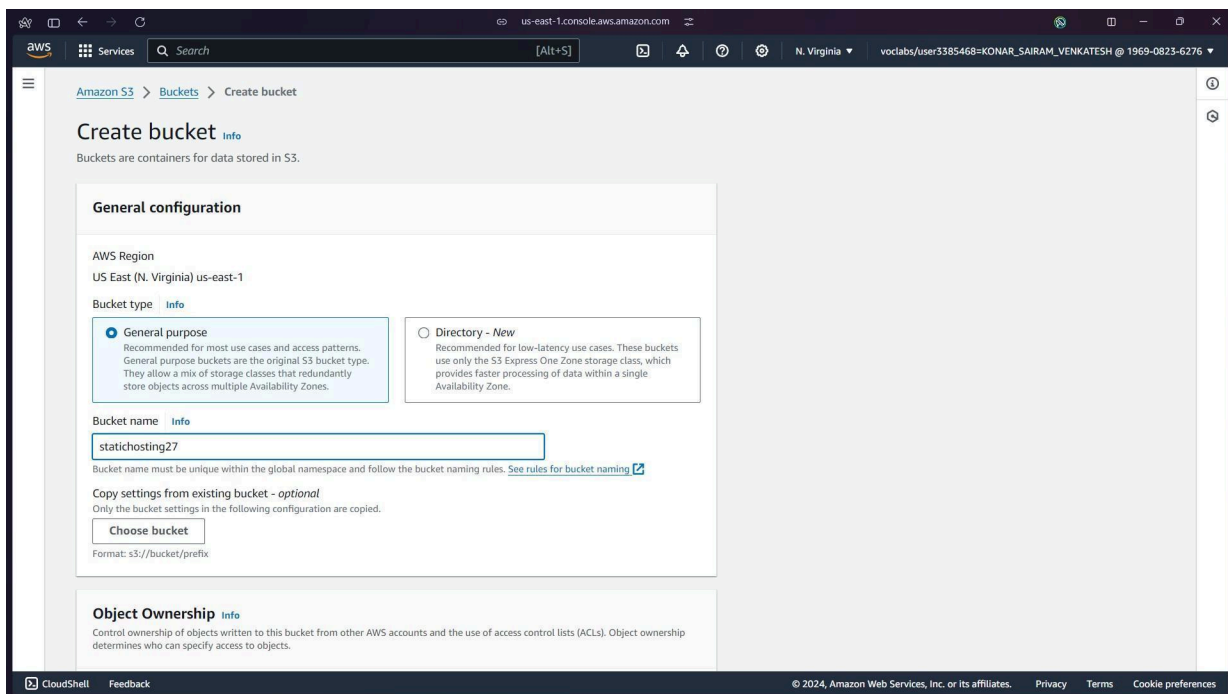 us-east-1.console.aws.amazon.com
aws Services Search [Alt+S] N. Virginia voclabs/user3385468=KONAR_SAIRAM_VENKATESH @ 1969-0823-6276
Amazon S3 > Buckets > Create bucket
Create bucket Info
Buckets are containers for data stored in S3.
General configuration
AWS Region
US East (N. Virginia) us-east-1
Bucket type Info
General purpose
Recommended for most use cases and access patterns.
General purpose buckets are the original S3 bucket type.
They allow a mix of storage classes that redundantly
store objects across multiple Availability Zones.
Directory - New
Recommended for low-latency use cases. These buckets
use only the S3 Express One Zone storage class, which
provides faster processing of data within a single
Availability Zone.
Bucket name Info
statichosting27
Bucket name must be unique within the global namespace and follow the bucket naming rules. See rules for bucket naming
Copy settings from existing bucket - optional
Only the bucket settings in the following configuration are copied.
Choose bucket
Format: s3://bucket/prefix
Object Ownership Info
Control ownership of objects written to this bucket from other AWS accounts and the use of access control lists (ACLs). Object ownership
determines who can specify access to objects.
CloudShell Feedback © 2024, Amazon Web Services, Inc. or its affiliates. Privacy Terms Cookie preferences